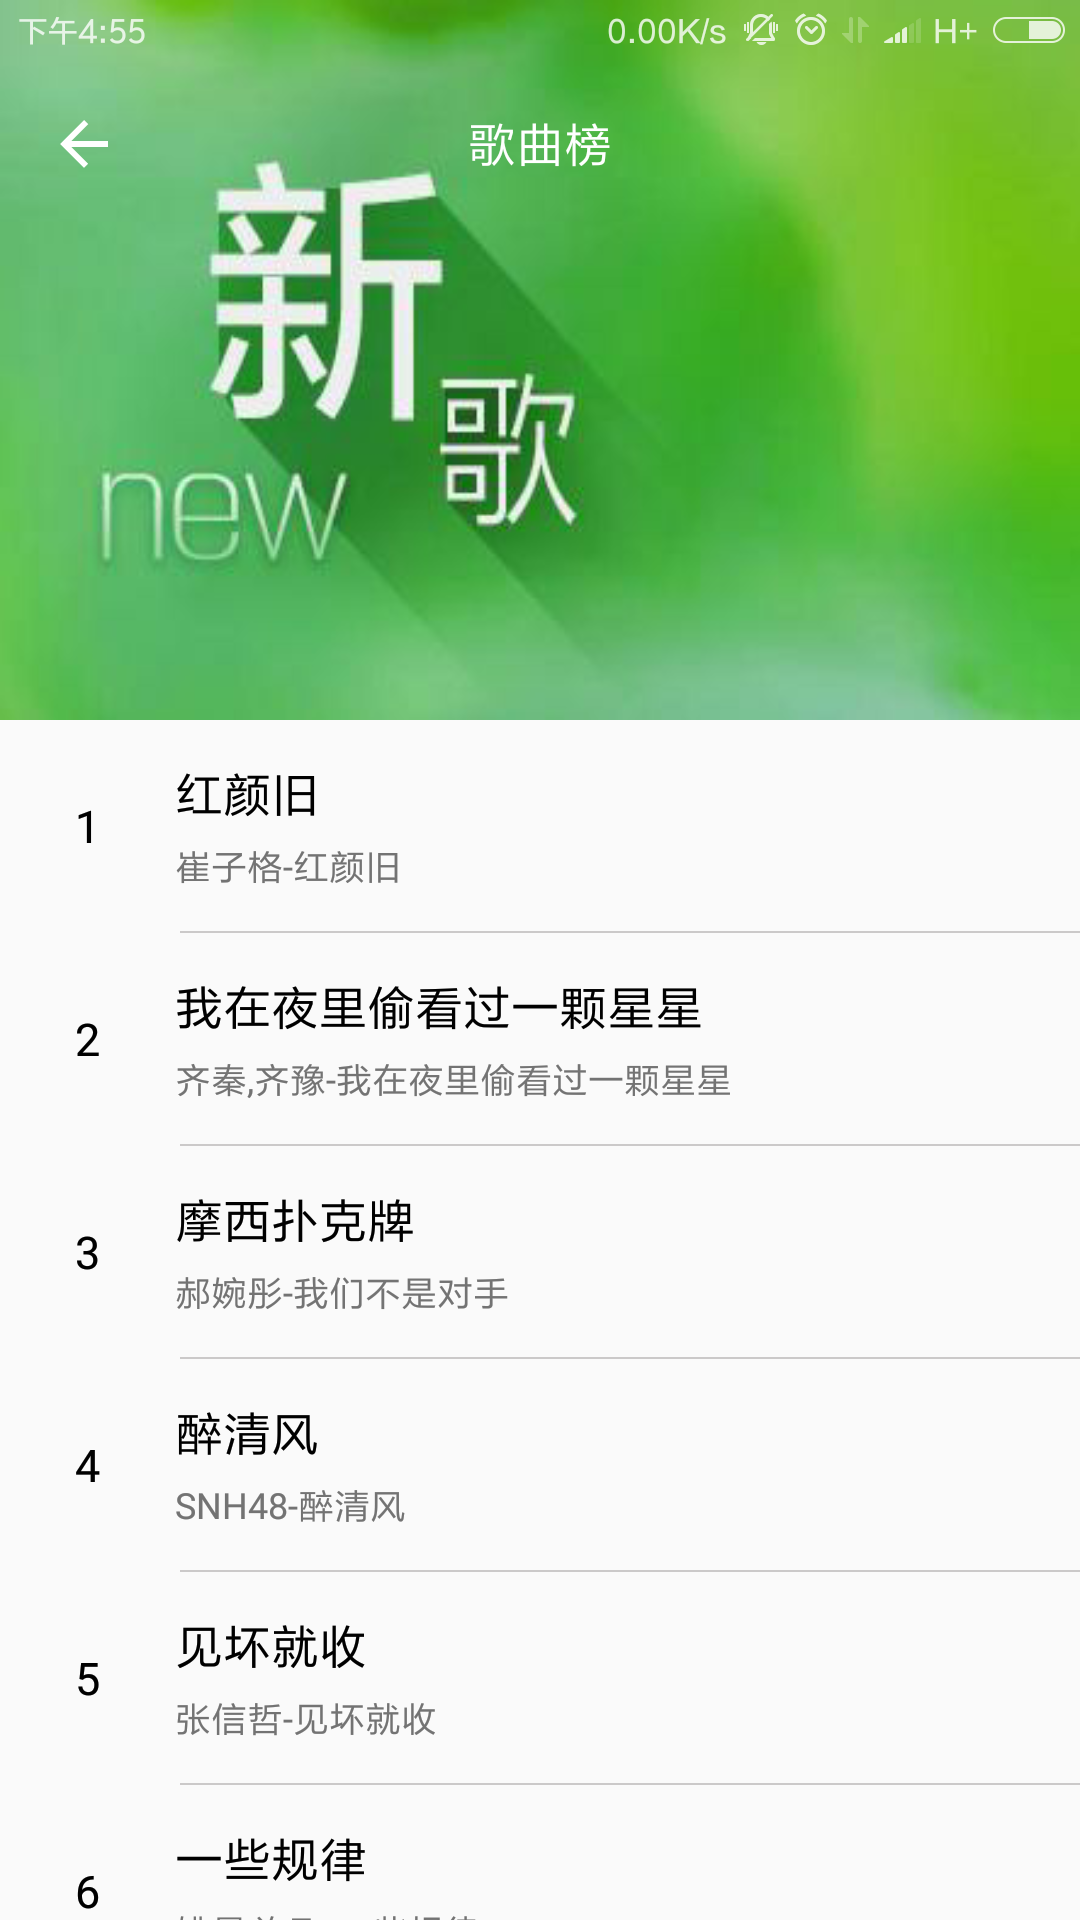 下午4:55 0.00K/s H+
歌曲榜
新
歌
new
1
红颜旧
崔子格-红颜旧
2
我在夜里偷看过一颗星星
齐秦,齐豫-我在夜里偷看过一颗星星
3
摩西扑克牌
郝婉彤-我们不是对手
4
醉清风
SNH48-醉清风
5
见坏就收
张信哲-见坏就收
6
一些规律